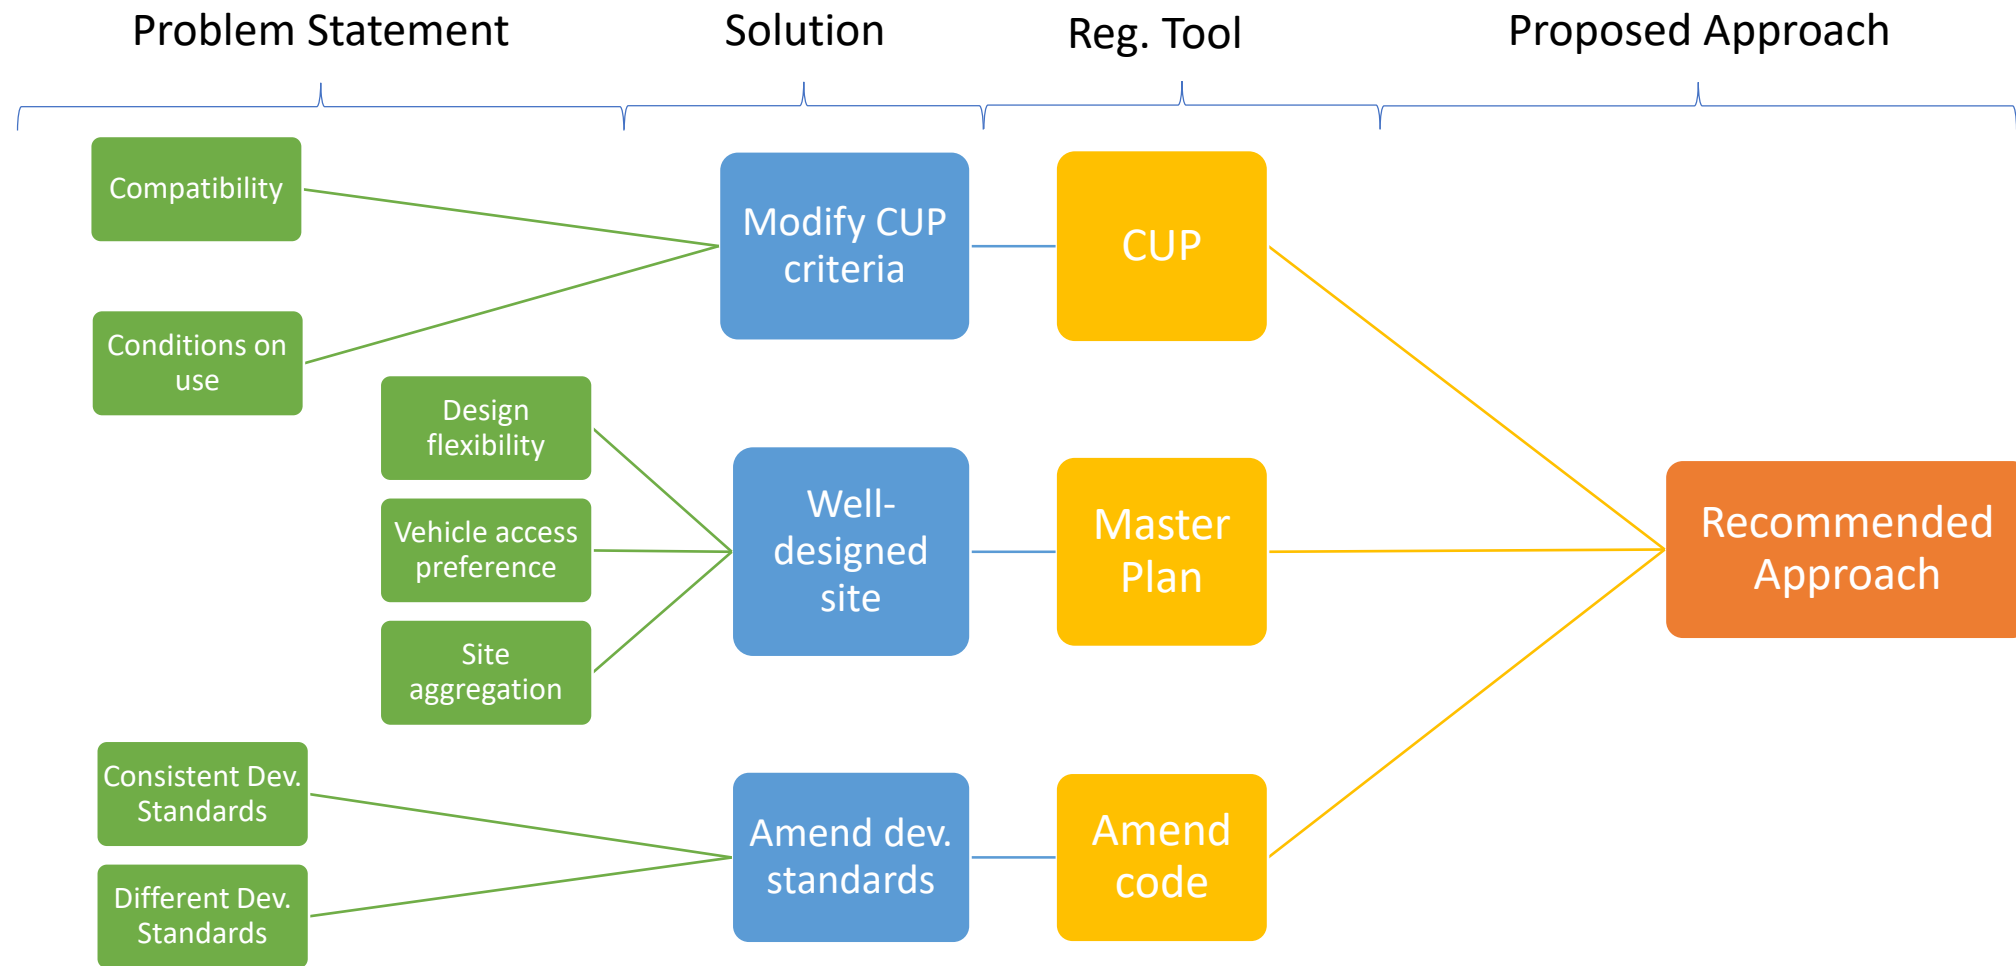 Problem Statement
Solution
Reg. Tool
Proposed Approach
Compatibility
Conditions on
use
Modify CUP
criteria
CUP
Design
flexibility
Vehicle access
preference
Site
aggregation
Well-
designed
site
Master
Plan
Recommended
Approach
Consistent Dev.
Standards
Different Dev.
Standards
Amend dev.
standards
Amend
code